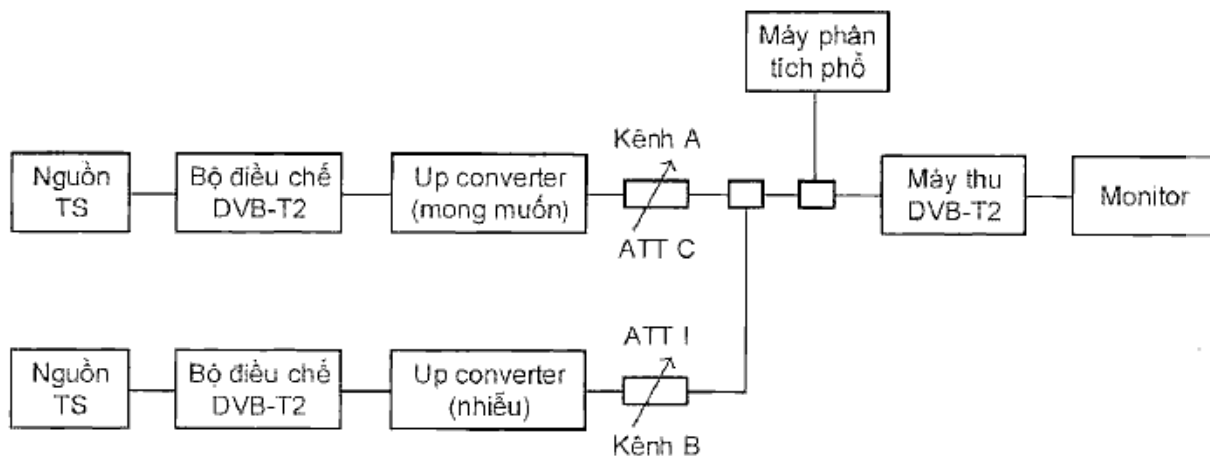 Máy phân
tích phổ
Kênh A
Nguồn
TS
Bộ điều chế
DVB-T2
Up converter
(mong muốn)
ATT C
Máy thu
DVB-T2
Monitor
ATT I
Nguồn
TS
Bộ điều chế
DVB-T2
Up converter
(nhiễu)
Kênh B